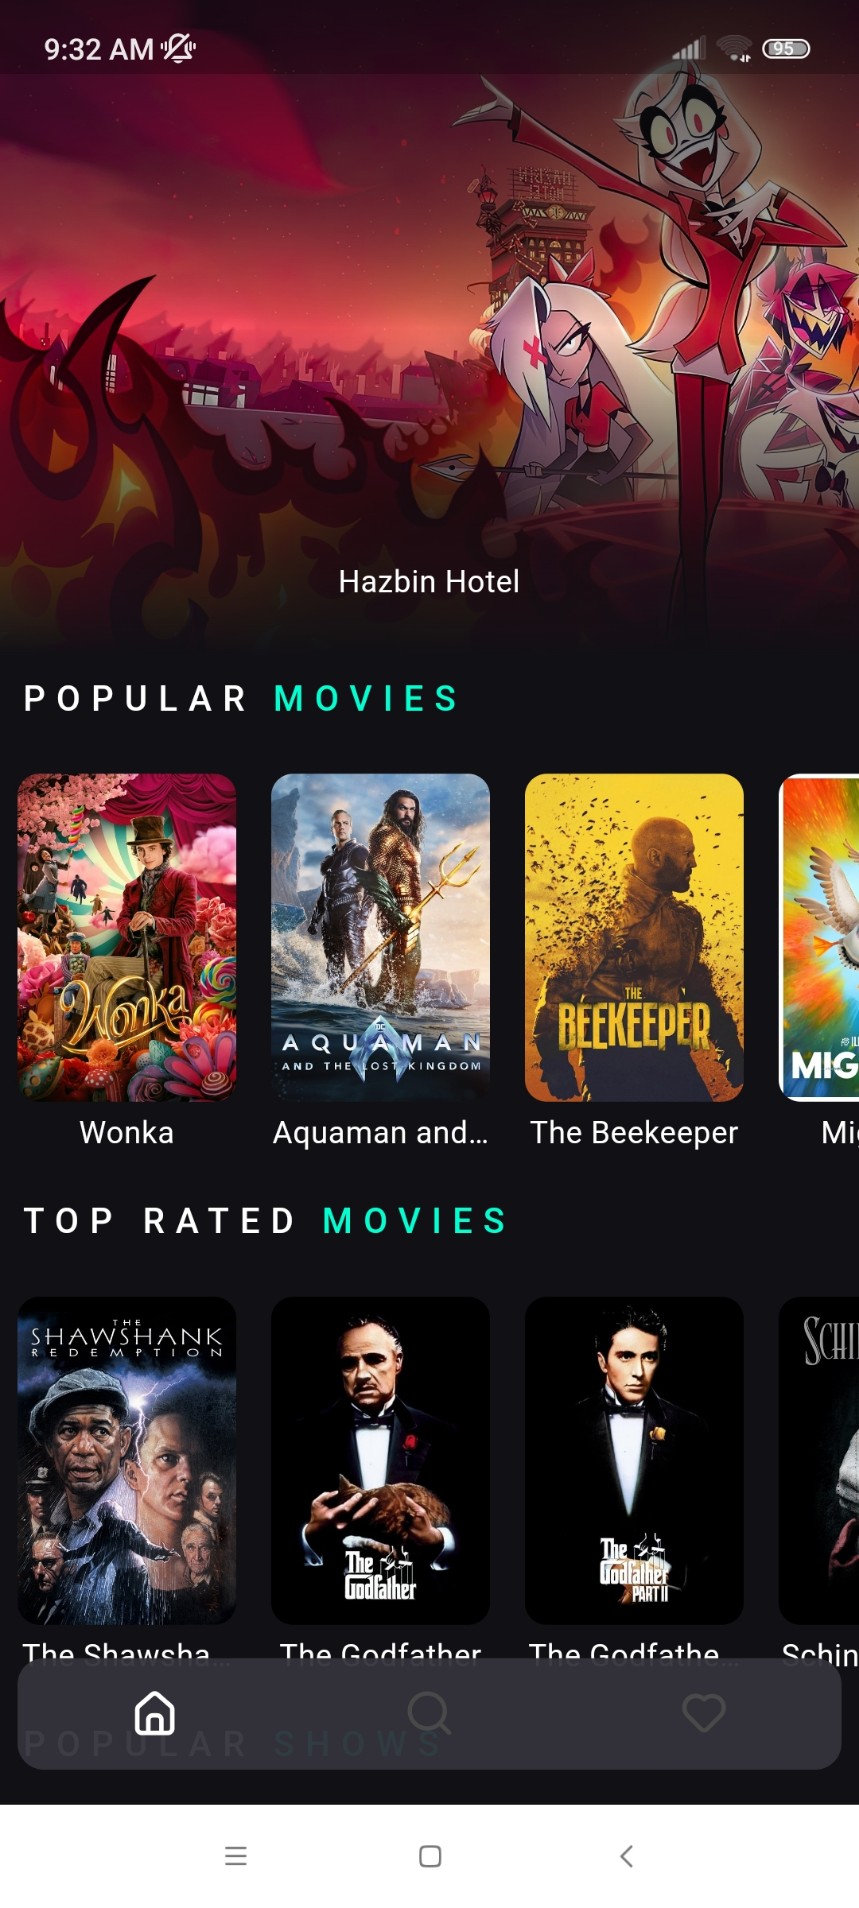 9:32 AM
95
HAZBIN
HOTEL
Hazbin Hotel
POPULAR MOVIES
Wonka
DC
AQUAMAN
AND THE LOST KINGDOM
THE
BEEKEEPER
MIG
Wonka
Aquaman and...
The Beekeeper
Mig
TOP RATED MOVIES
THE
SHAWSHANK
REDEMPTION
The
Godfather
The
Godfather
PART II
SCHI
The Shawsha...
The Godfather
The Godfathe...
Schin
POPULAR SHOWS